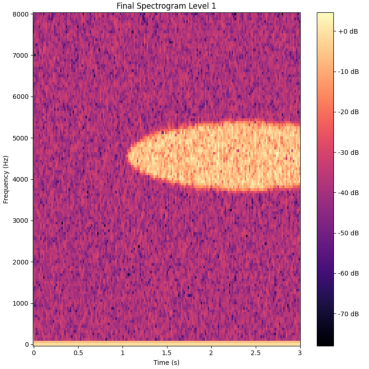 Final Spectrogram Level 1
8000
7000
6000
5000
4000
3000
2000
1000
0
Frequency (Hz)
0 0.5 1 1.5 2 2.5 3
Time (s)
+0 dB
-10 dB
-20 dB
-30 dB
-40 dB
-50 dB
-60 dB
-70 dB